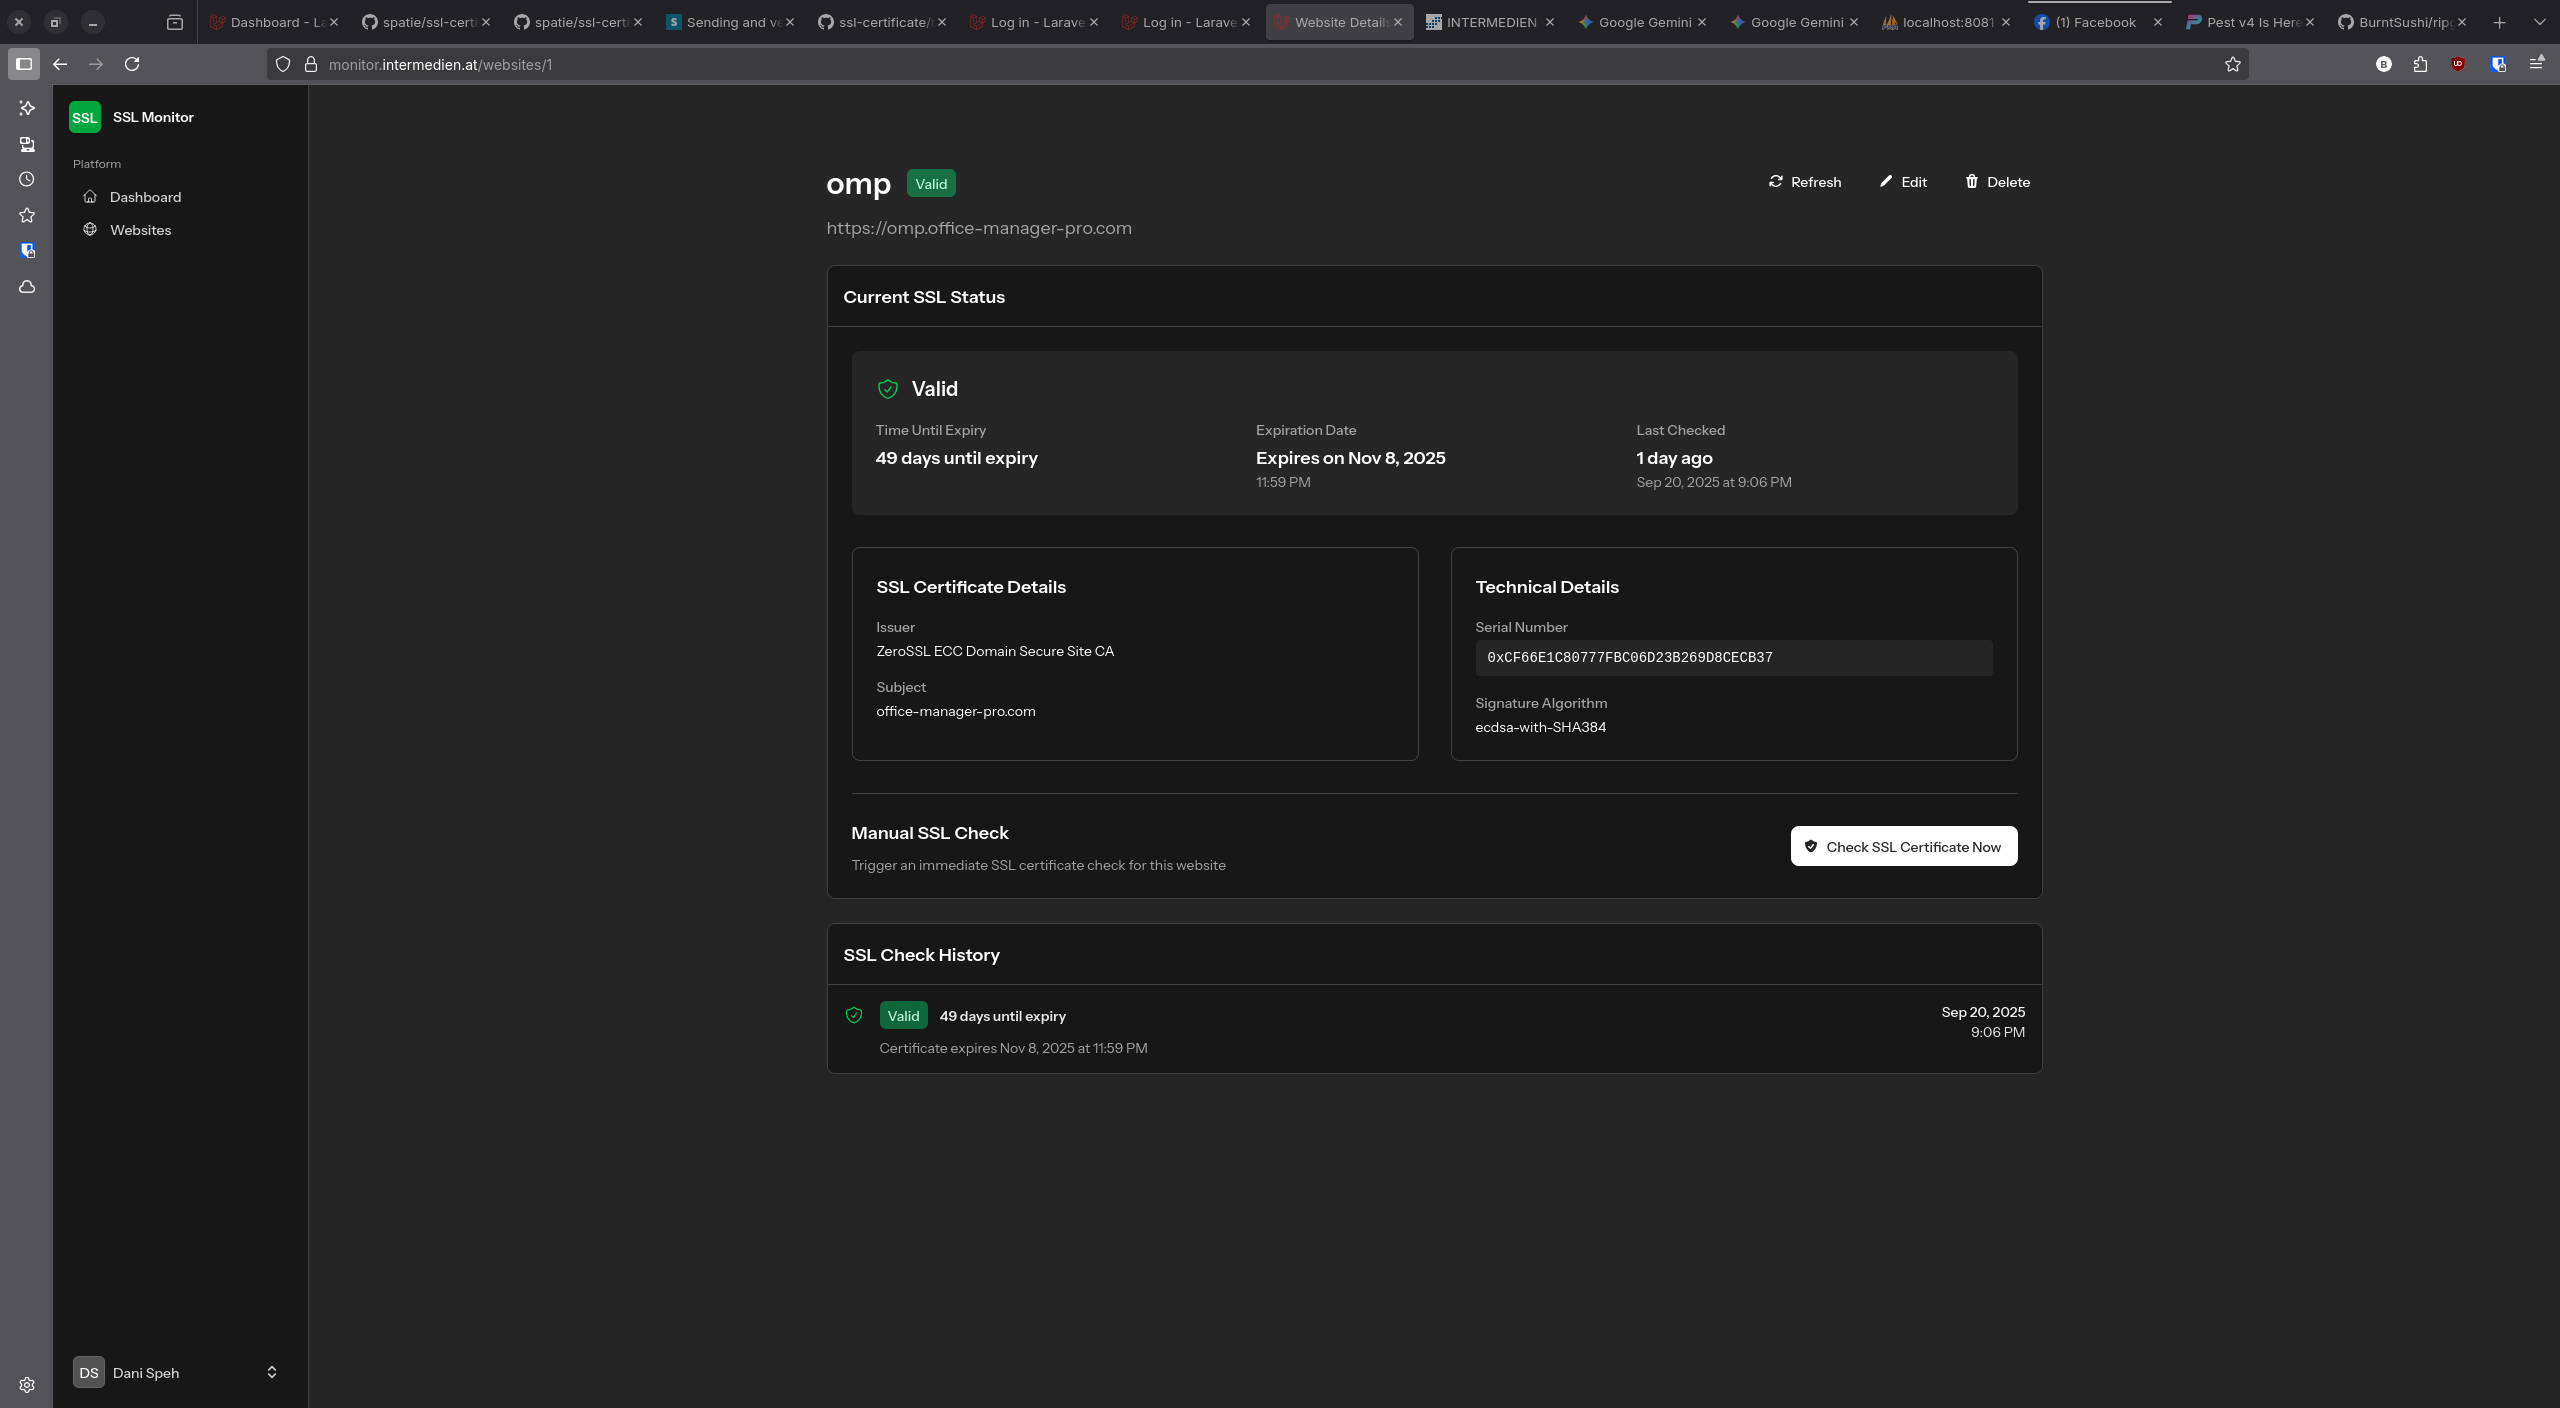 Dashboard - La
spatie/ssl-certi
spatie/ssl-certi
Sending and ve
ssl-certificate/
Log in - Larave
Log in - Larave
Website Details
INTERMEDIEN
Google Gemini
Google Gemini
localhost:8081
(1) Facebook
Pest v4 Is Here
BurntSushi/ripg
monitor.intermedien.at/websites/1
SSL SSL Monitor
Platform
Dashboard
Websites
omp Valid
Refresh
Edit
Delete
https://omp.office-manager-pro.com
Current SSL Status
Valid
Time Until Expiry
49 days until expiry
Expiration Date
Expires on Nov 8, 2025
11:59 PM
Last Checked
1 day ago
Sep 20, 2025 at 9:06 PM
SSL Certificate Details
Issuer
ZeroSSL ECC Domain Secure Site CA
Subject
office-manager-pro.com
Technical Details
Serial Number
0xCF66E1C80777FBC06D23B269D8CECB37
Signature Algorithm
ecdsa-with-SHA384
Manual SSL Check
Trigger an immediate SSL certificate check for this website
Check SSL Certificate Now
SSL Check History
Valid 49 days until expiry
Certificate expires Nov 8, 2025 at 11:59 PM
Sep 20, 2025
9:06 PM
DS Dani Speh